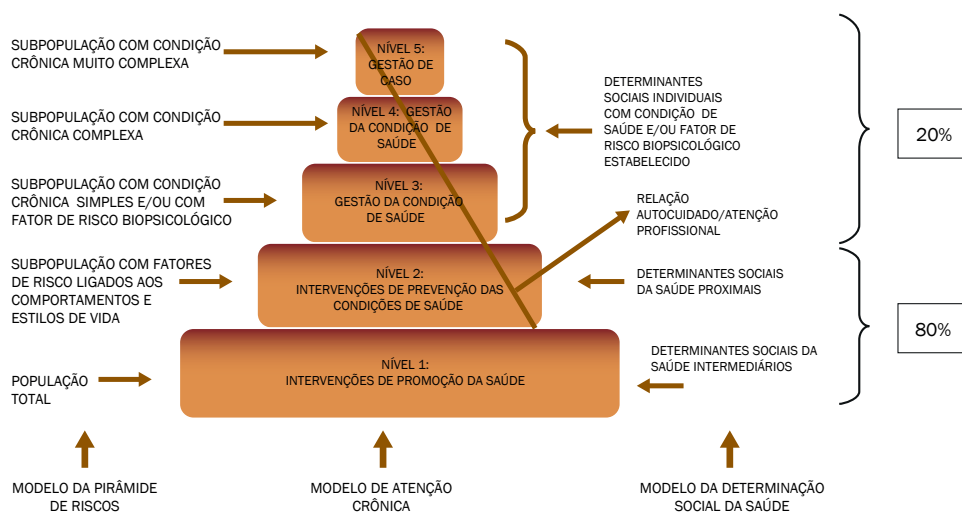 SUBPOPULAÇÃO COM CONDIÇÃO
CRÔNICA MUITO COMPLEXA
NÍVEL 5:
GESTÃO DE
CASO
SUBPOPULAÇÃO COM CONDIÇÃO
CRÔNICA COMPLEXA
NÍVEL 4: GESTÃO
DA CONDIÇÃO DE
SAÚDE
DETERMINANTES
SOCIAIS INDIVIDUAIS
COM CONDIÇÃO DE
SAÚDE E/OU FATOR DE
RISCO BIOPSICOLÓGICO
ESTABELECIDO
20%
SUBPOPULAÇÃO COM CONDIÇÃO
CRÔNICA SIMPLES E/OU COM
FATOR DE RISCO BIOPSICOLÓGICO
NÍVEL 3:
GESTÃO DA CONDIÇÃO
DE SAÚDE
RELAÇÃO
AUTOCUIDADO/ATENÇÃO
PROFISSIONAL
SUBPOPULAÇÃO COM FATORES
DE RISCO LIGADOS AOS
COMPORTAMENTOS E
ESTILOS DE VIDA
NÍVEL 2:
INTERVENÇÕES DE PREVENÇÃO DAS
CONDIÇÕES DE SAÚDE
DETERMINANTES SOCIAIS
DA SAÚDE PROXIMAIS
80%
POPULAÇÃO
TOTAL
NÍVEL 1:
INTERVENÇÕES DE PROMOÇÃO DA SAÚDE
DETERMINANTES SOCIAIS DA
SAÚDE INTERMEDIÁRIOS
MODELO DA PIRÂMIDE
DE RISCOS
MODELO DE ATENÇÃO
CRÔNICA
MODELO DA DETERMINAÇÃO
SOCIAL DA SAÚDE